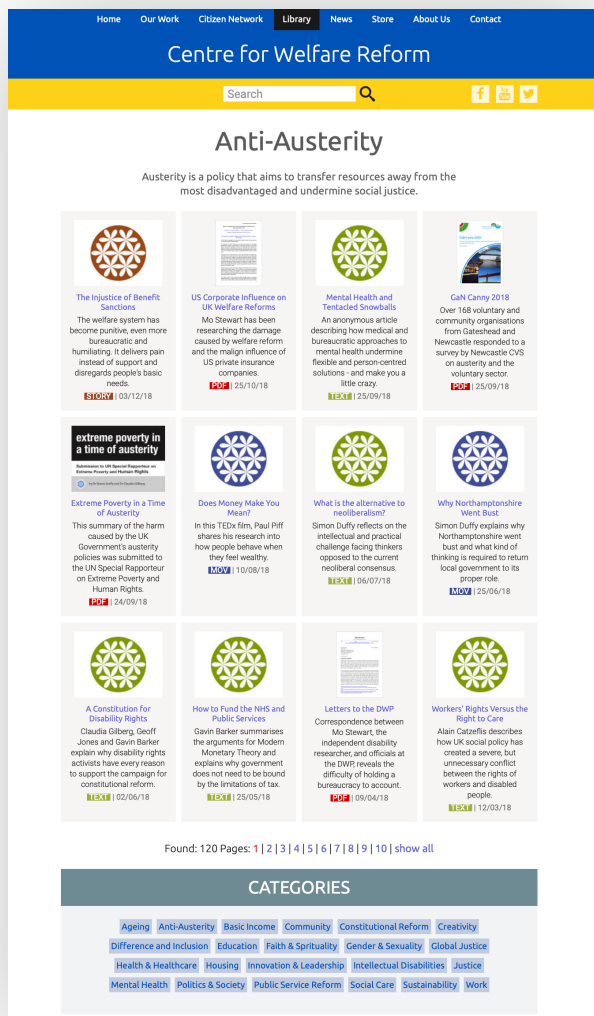 Home Our Work Citizen Network Library News Store About Us Contact
Centre for Welfare Reform
Search
Anti-Austerity
Austerity is a policy that aims to transfer resources away from the
most disadvantaged and undermine social justice.
The Injustice of Benefit
Sanctions
The welfare system has
become punitive, even more
bureaucratic and
humiliating. It delivers pain
instead of support and
disregards people's basic
needs.
STORY | 03/12/18
US Corporate Influence on
UK Welfare Reforms
Mo Stewart has been
researching the damage
caused by welfare reform
and the malign influence of
US private insurance
companies.
PDF | 25/10/18
Mental Health and
Tentacled Snowballs
An anonymous article
describing how medical and
bureaucratic approaches to
mental health undermine
flexible and person-centred
solutions - and make you a
little crazy.
TEXT | 25/09/18
GaN Canny 2018
Over 168 voluntary and
community organisations
from Gateshead and
Newcastle responded to a
survey by Newcastle CVS
on austerity and the
voluntary sector.
PDF | 25/09/18
extreme poverty in
a time of austerity
Submission to UN Special Rapporteur on
Extreme Poverty and Human Rights
Extreme Poverty in a Time
of Austerity
This summary of the harm
caused by the UK
Government's austerity
policies was submitted to
the UN Special Rapporteur
on Extreme Poverty and
Human Rights.
PDF | 24/09/18
Does Money Make You
Mean?
In this TEDx film, Paul Piff
shares his research into
how people behave when
they feel wealthy.
MOV | 10/08/18
What is the alternative to
neoliberalism?
Simon Duffy reflects on the
intellectual and practical
challenge facing thinkers
opposed to the current
neoliberal consensus.
TEXT | 06/07/18
Why Northamptonshire
Went Bust
Simon Duffy explains why
Northamptonshire went
bust and what kind of
thinking is required to return
local government to its
proper role.
MOV | 25/06/18
A Constitution for
Disability Rights
Claudia Gilberg, Geoff
Jones and Gavin Barker
explain why disability rights
activists have every reason
to support the campaign for
constitutional reform.
TEXT | 02/06/18
How to Fund the NHS and
Public Services
Gavin Barker summarises
the arguments for Modern
Monetary Theory and
explains why government
does not need to be bound
by the limitations of tax.
TEXT | 25/05/18
Letters to the DWP
Correspondence between
Mo Stewart, the
independent disability
researcher, and officials at
the DWP, reveals the
difficulty of holding a
bureaucracy to account.
PDF | 09/04/18
Workers' Rights Versus the
Right to Care
Alain Catzeflis describes
how UK social policy has
created a severe, but
unnecessary conflict
between the rights of
workers and disabled
people.
TEXT | 12/03/18
Found: 120 Pages: 1 | 2 | 3 | 4 | 5 | 6 | 7 | 8 | 9 | 10 | show all
CATEGORIES
Ageing Anti-Austerity Basic Income Community Constitutional Reform Creativity
Difference and Inclusion Education Faith & Sprituality Gender & Sexuality Global Justice
Health & Healthcare Housing Innovation & Leadership Intellectual Disabilities Justice
Mental Health Politics & Society Public Service Reform Social Care Sustainability Work